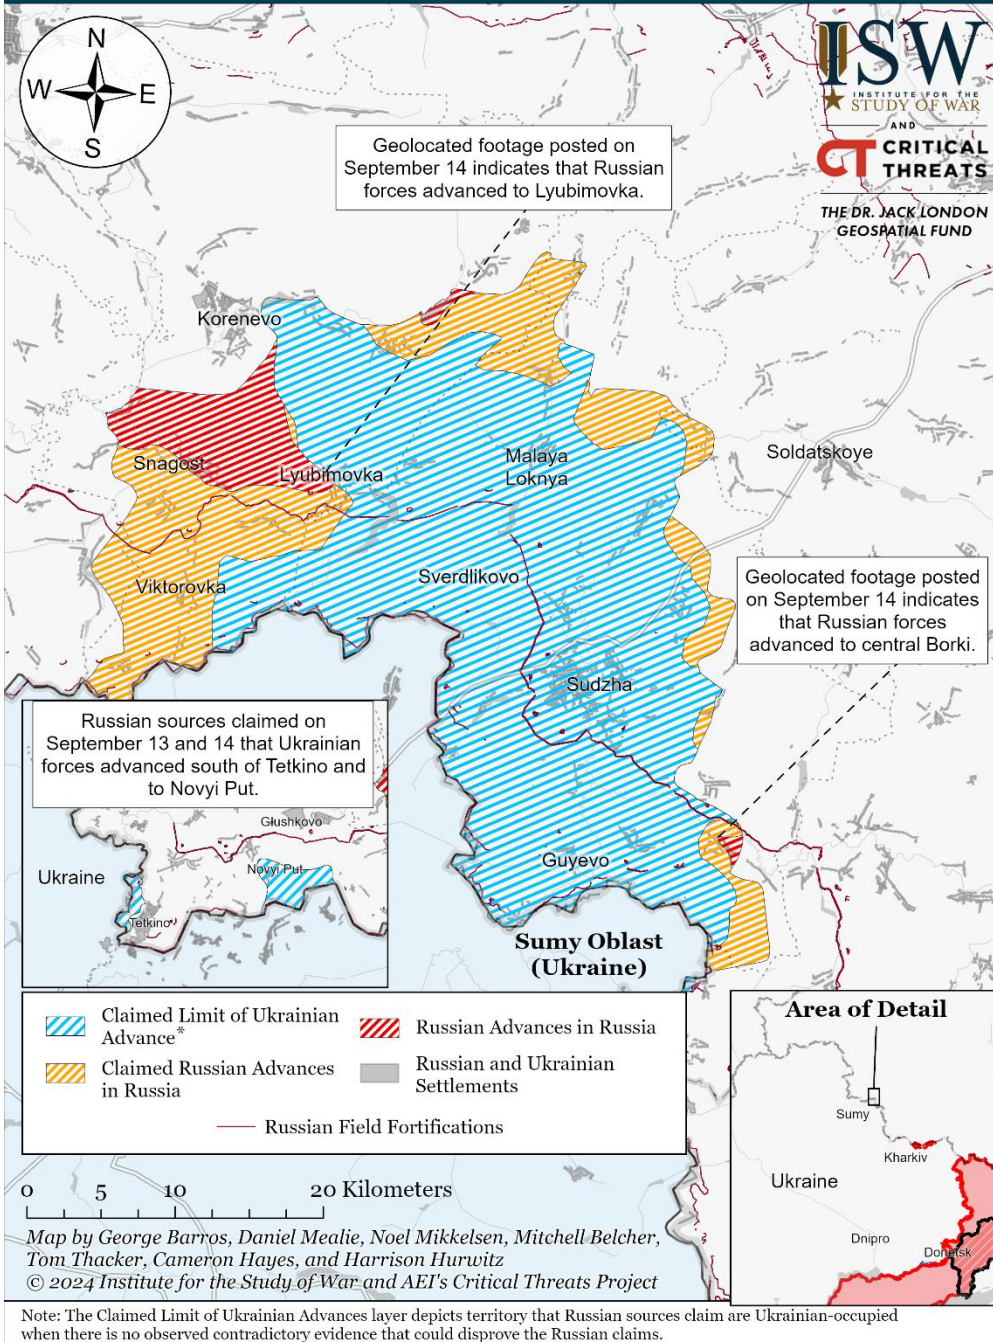 N
W
E
S
ISW
INSTITUTE FOR THE
STUDY OF WAR
AND
CT CRITICAL
THREATS
THE DR. JACK LONDON
GEOSPATIAL FUND
Geolocated footage posted on
September 14 indicates that Russian
forces advanced to Lyubimovka.
Korenevo
Snagost
Lyubimovka
Malaya
Loknya
Soldatskoye
Viktorovka
Sverdlikovo
Geolocated footage posted
on September 14 indicates
that Russian forces
advanced to central Borki.
Sudzha
Russian sources claimed on
September 13 and 14 that Ukrainian
forces advanced south of Tetkino and
to Novyi Put.
Glushkovo
Novyi Put
Ukraine
Tetkino
Guyevo
Sumy Oblast
(Ukraine)
Claimed Limit of Ukrainian
Advance*
Russian Advances in Russia
Claimed Russian Advances
in Russia
Russian and Ukrainian
Settlements
Russian Field Fortifications
Area of Detail
Sumy
Kharkiv
Ukraine
Dnipro
Donetsk
0 5 10 20 Kilometers
Map by George Barros, Daniel Mealie, Noel Mikkelsen, Mitchell Belcher,
Tom Thacker, Cameron Hayes, and Harrison Hurwitz
© 2024 Institute for the Study of War and AEI's Critical Threats Project
Note: The Claimed Limit of Ukrainian Advances layer depicts territory that Russian sources claim are Ukrainian-occupied
when there is no observed contradictory evidence that could disprove the Russian claims.